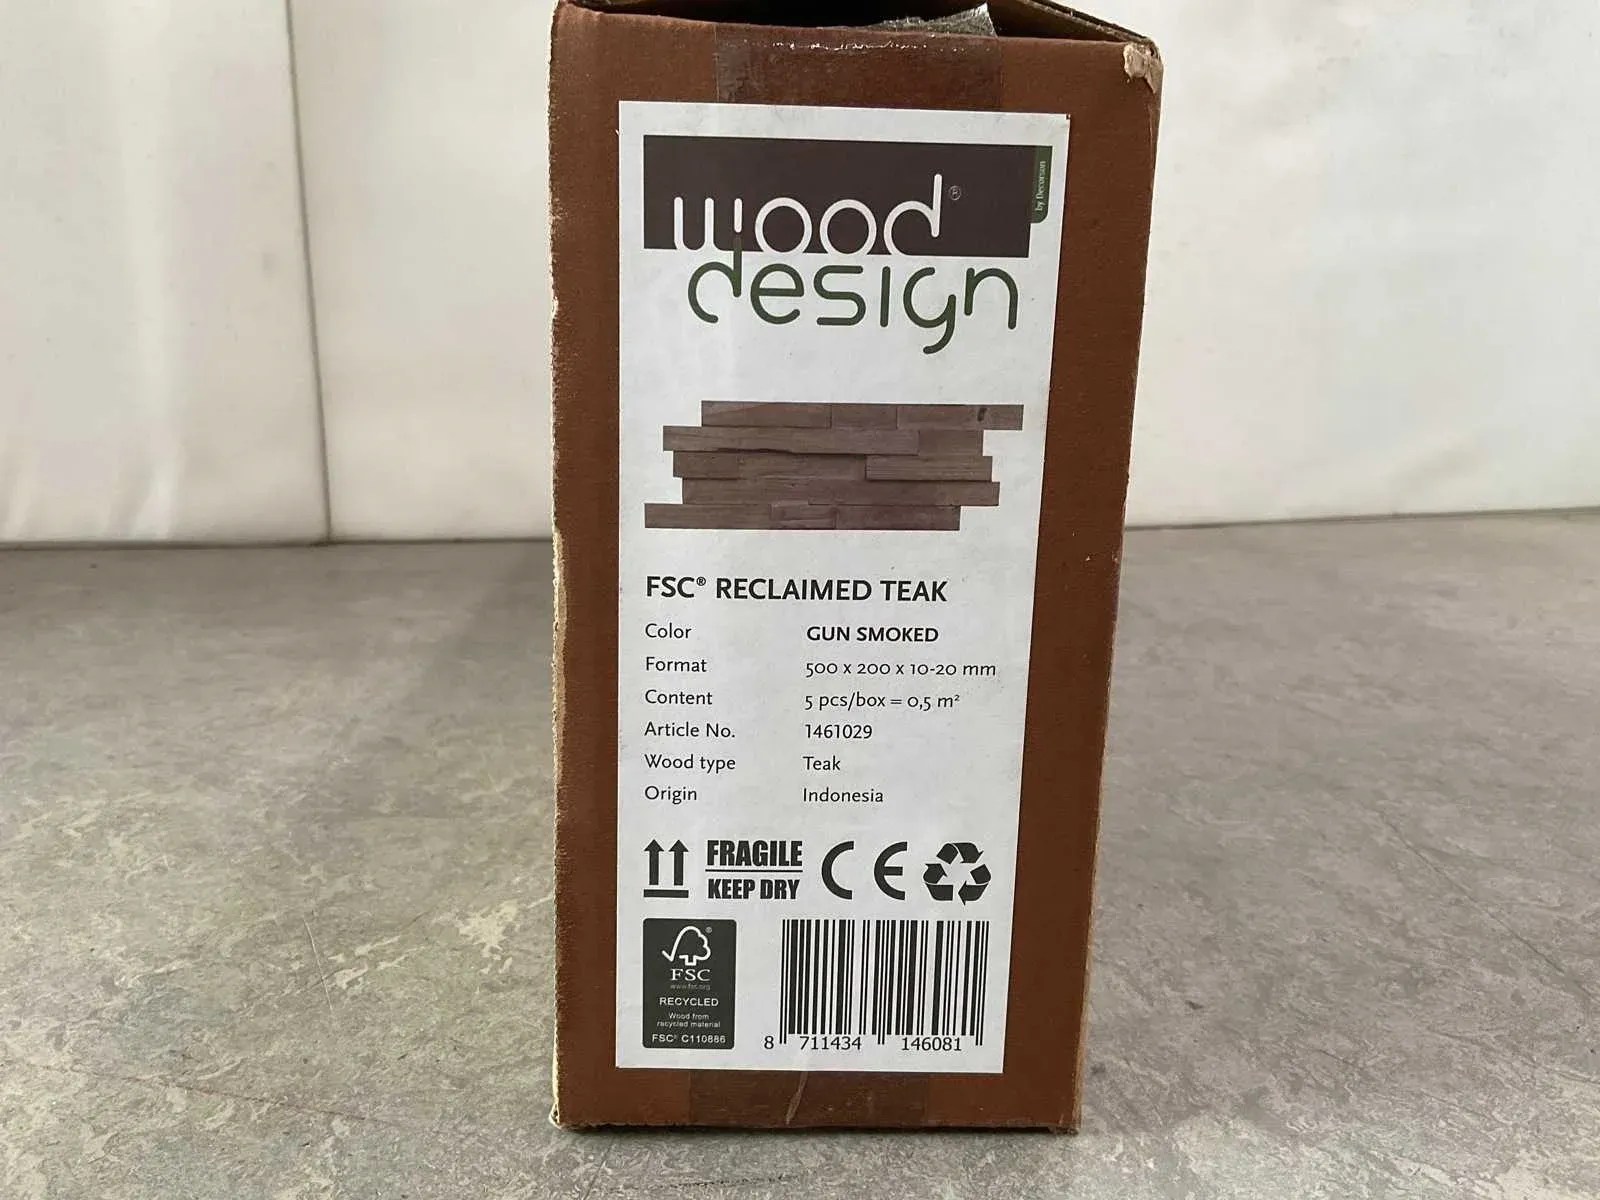 wood®
design
by Decorson
FSC® RECLAIMED TEAK
Color GUN SMOKED
Format 500 x 200 x 10-20 mm
Content 5 pcs/box = 0,5 m²
Article No. 1461029
Wood type Teak
Origin Indonesia
FRAGILE
KEEP DRY
CE
®
FSC
www.fsc.org
RECYCLED
Wood from
recycled material
FSC® C110886
8 711434 146081